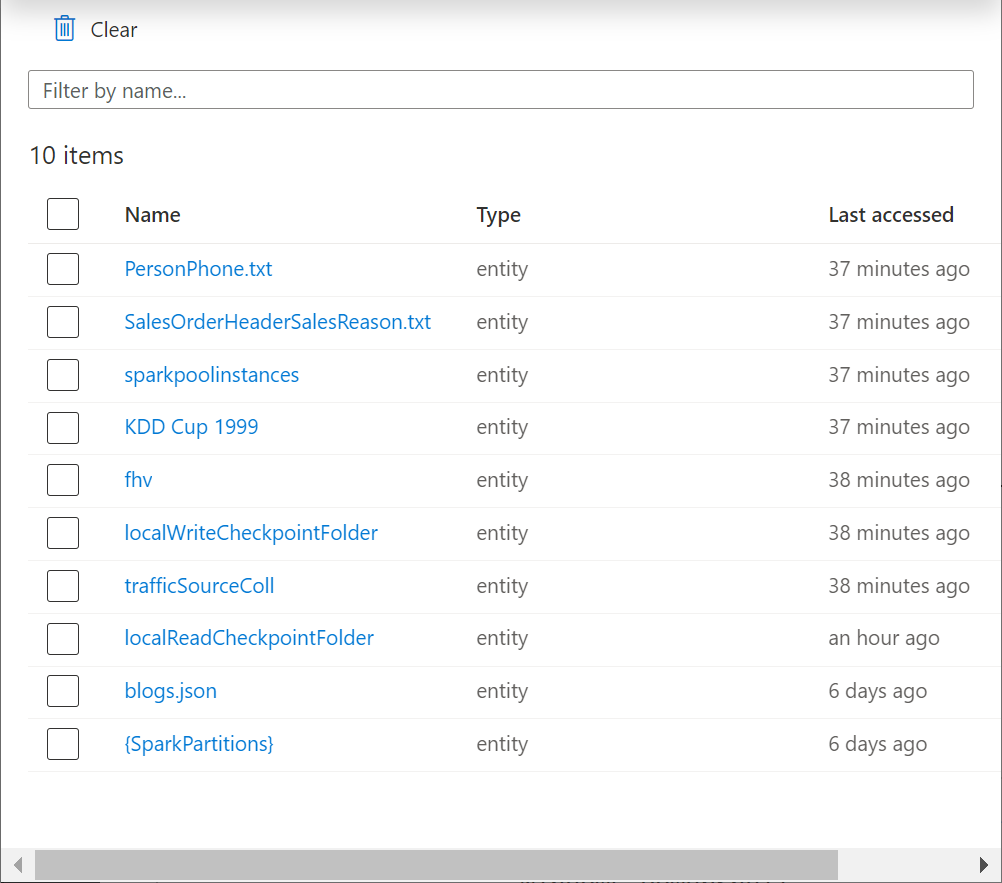 Clear
Filter by name...
10 items
Name Type Last accessed
PersonPhone.txt entity 37 minutes ago
SalesOrderHeaderSalesReason.txt entity 37 minutes ago
sparkpoolinstances entity 37 minutes ago
KDD Cup 1999 entity 37 minutes ago
fhv entity 38 minutes ago
localWriteCheckpointFolder entity 38 minutes ago
trafficSourceColl entity 38 minutes ago
localReadCheckpointFolder entity an hour ago
blogs.json entity 6 days ago
{SparkPartitions} entity 6 days ago